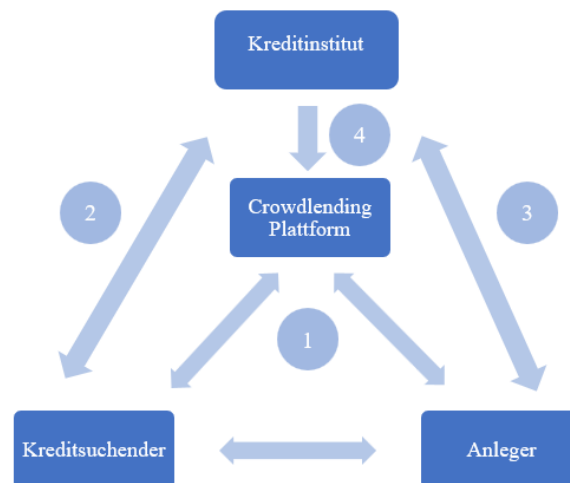 Kreditinstitut
4
Crowdlending
Plattform
2
3
1
Kreditsuchender
Anleger